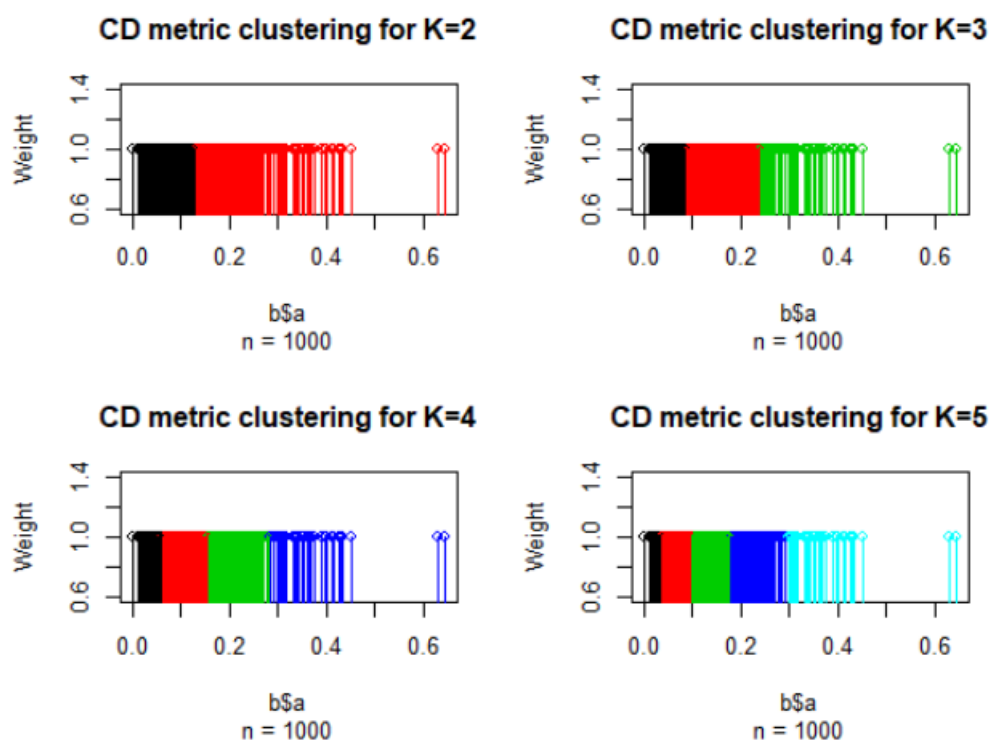 CD metric clustering for K=2
Weight
0.6 1.0 1.4
0.0 0.2 0.4 0.6
b$a
n = 1000
CD metric clustering for K=3
Weight
0.6 1.0 1.4
0.0 0.2 0.4 0.6
b$a
n = 1000
CD metric clustering for K=4
Weight
0.6 1.0 1.4
0.0 0.2 0.4 0.6
b$a
n = 1000
CD metric clustering for K=5
Weight
0.6 1.0 1.4
0.0 0.2 0.4 0.6
b$a
n = 1000